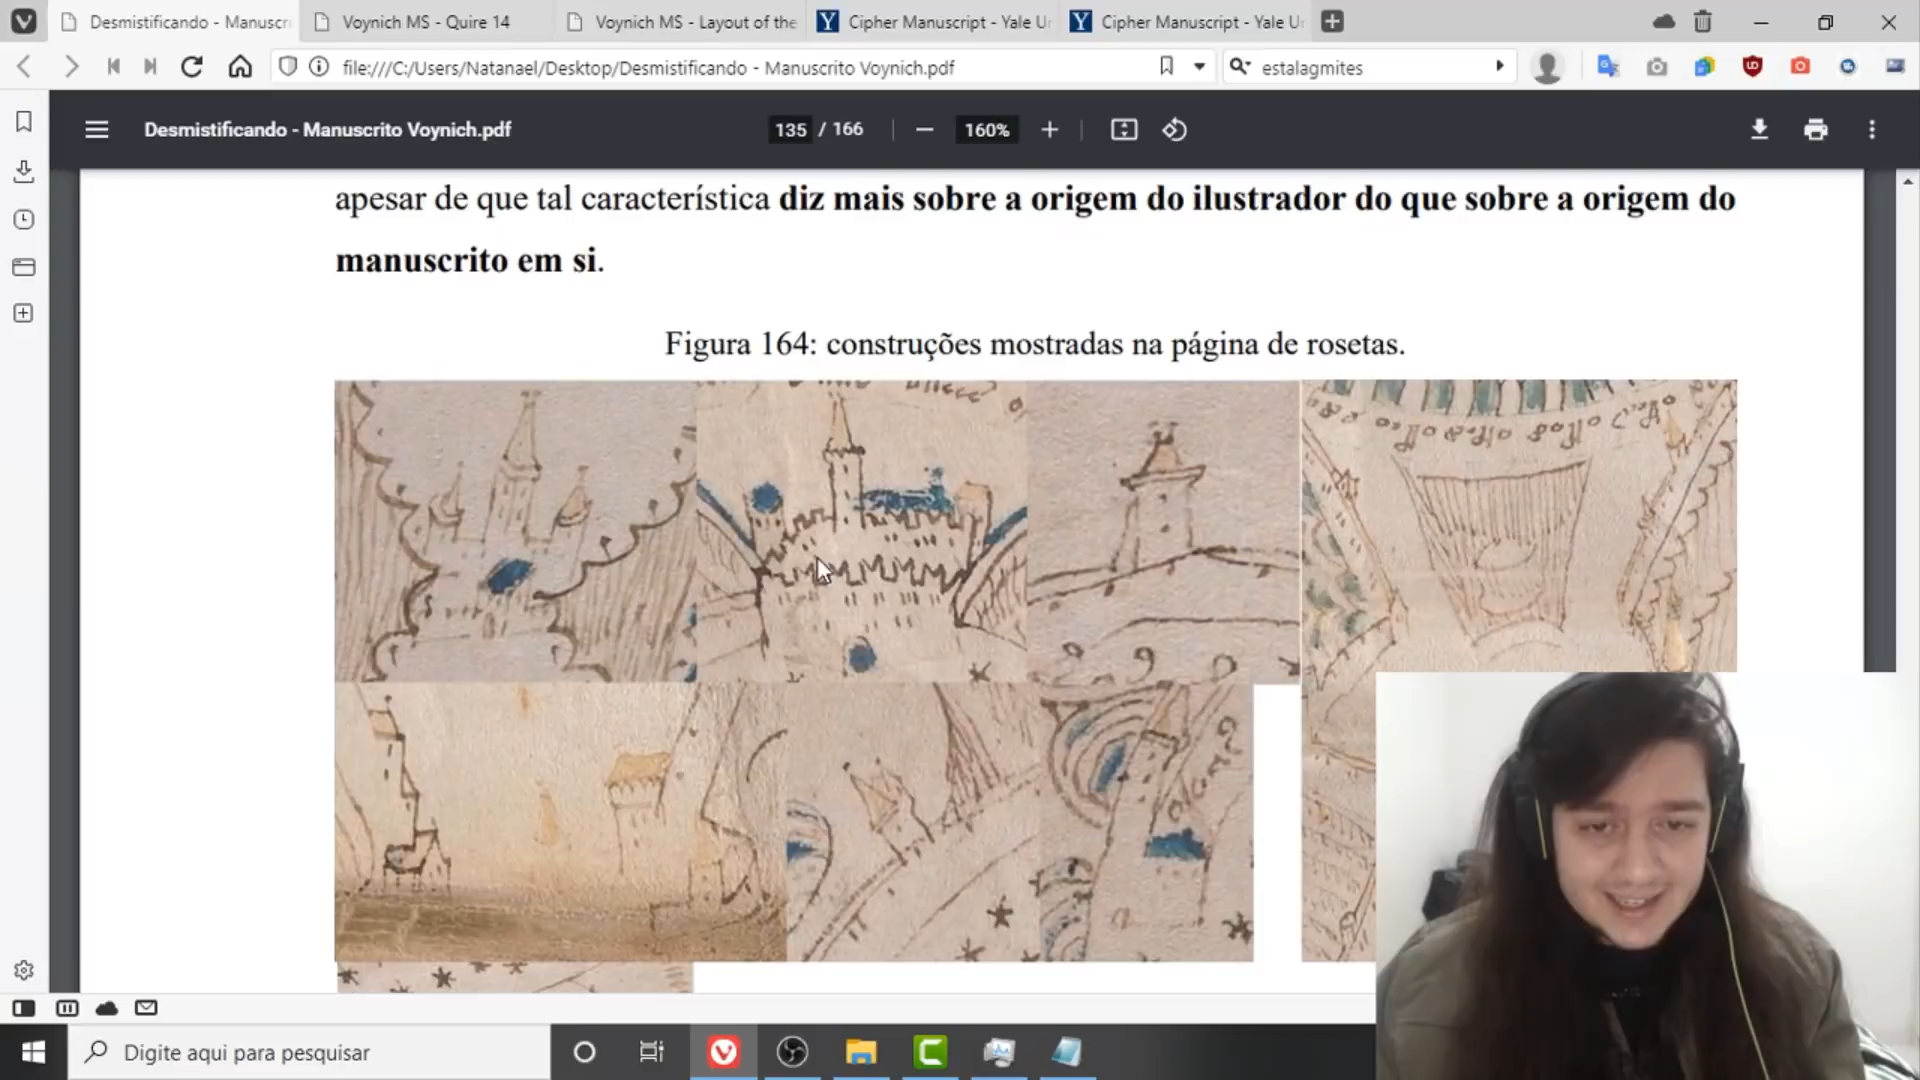 Desmistificando - Manuscri
Voynich MS - Quire 14
Voynich MS - Layout of the
Cipher Manuscript - Yale Ur
Cipher Manuscript - Yale Ur
file:///C:/Users/Natanael/Desktop/Desmistificando - Manuscrito Voynich.pdf
estalagmites
Desmistificando - Manuscrito Voynich.pdf
135 / 166
160%
apesar de que tal característica diz mais sobre a origem do ilustrador do que sobre a origem do
manuscrito em si.
Figura 164: construções mostradas na página de rosetas.
Digite aqui para pesquisar